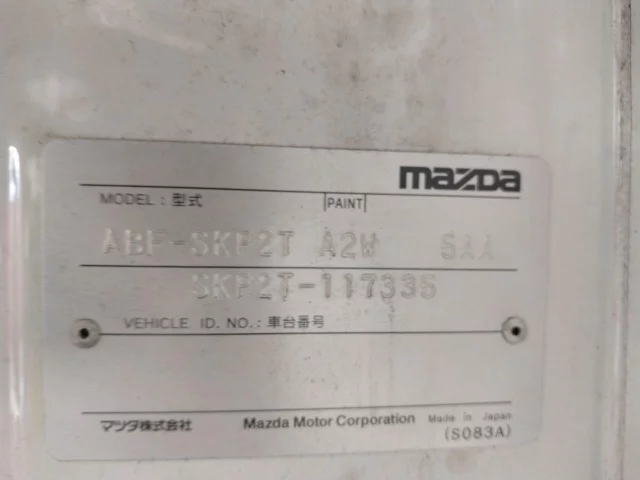 mazda
MODEL : 型式 PAINT
ABF-SKP2T A2W
SKP2T-117335
VEHICLE ID. NO. : 車台番号
マツダ株式会社 Mazda Motor Corporation Made in Japan
(S083A)